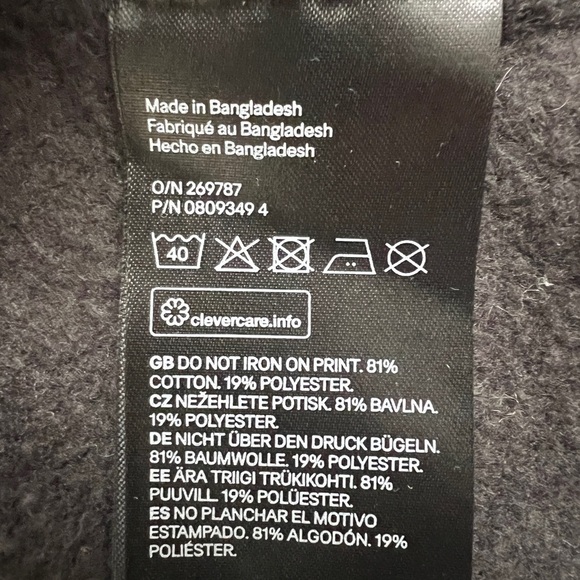 Made in Bangladesh
Fabriqué au Bangladesh
Hecho en Bangladesh
O/N 269787
P/N 0809349 4
40
clevercare.info
GB DO NOT IRON ON PRINT. 81%
COTTON. 19% POLYESTER.
CZ NEŽEHLETE POTISK. 81% BAVLNA.
19% POLYESTER.
DE NICHT ÜBER DEN DRUCK BÜGELN.
81% BAUMWOLLE. 19% POLYESTER.
EE ÄRA TRIIGI TRÜKIKOHTI. 81%
PUUVILL. 19% POLÜESTER.
ES NO PLANCHAR EL MOTIVO
ESTAMPADO. 81% ALGODÓN. 19%
POLIÉSTER.